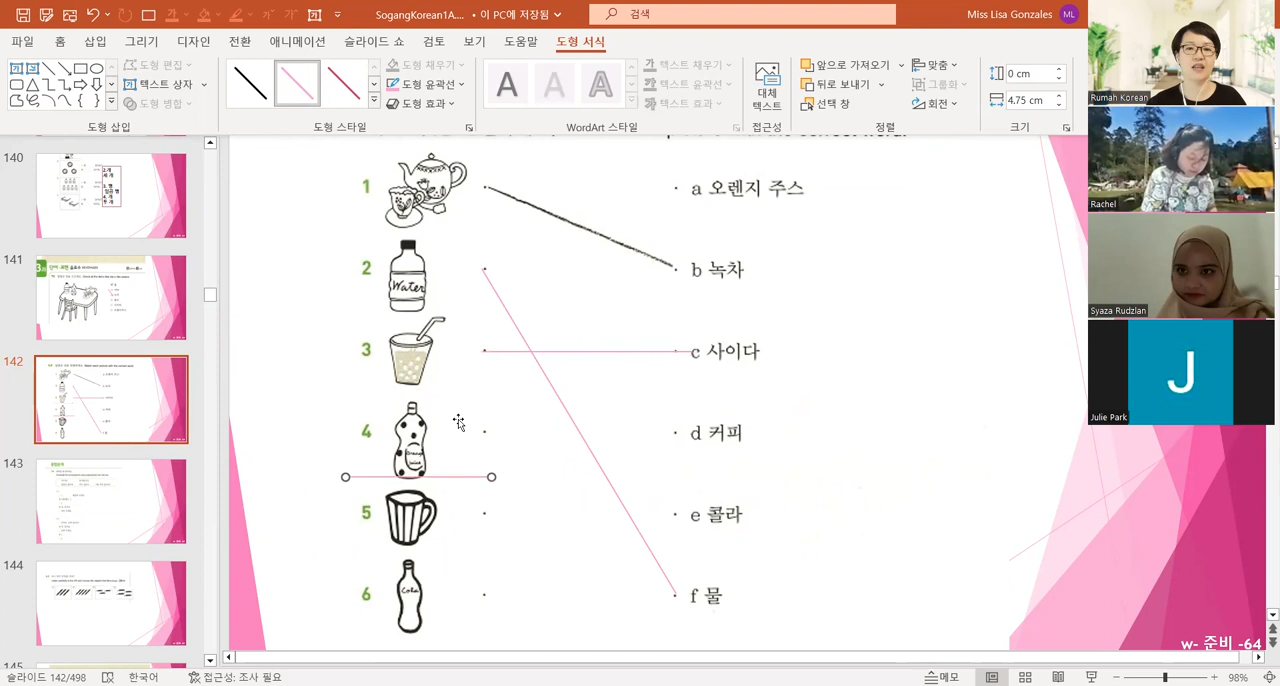 SogangKorean1A.... • 이 PC에 저장됨
검색
Miss Lisa Gonzales
ML
파일 홈 삽입 그리기 디자인 전환 애니메이션 슬라이드 쇼 검토 보기 도움말 도형 서식
도형 편집
텍스트 상자
도형 병합
도형 삽입
도형 채우기
도형 윤곽선
도형 효과
도형 스타일
A A A
텍스트 채우기
텍스트 윤곽선
텍스트 효과
WordArt 스타일
대체
텍스트
접근성
앞으로 가져오기
뒤로 보내기
선택 창
맞춤
그룹화
회전
정렬
0 cm
4.75 cm
크기
140
141
142
143
144
145
1
a 오렌지 주스
2
Water
b 녹차
3
c 사이다
4
Orange
Juice
d 커피
5
e 콜라
6
Cola
f 물
w- 준비 -64
Rumah Korean
Rachel
Syaza Rudzlan
J
Julie Park
슬라이드 142/498
한국어
접근성: 조사 필요
메모
98%